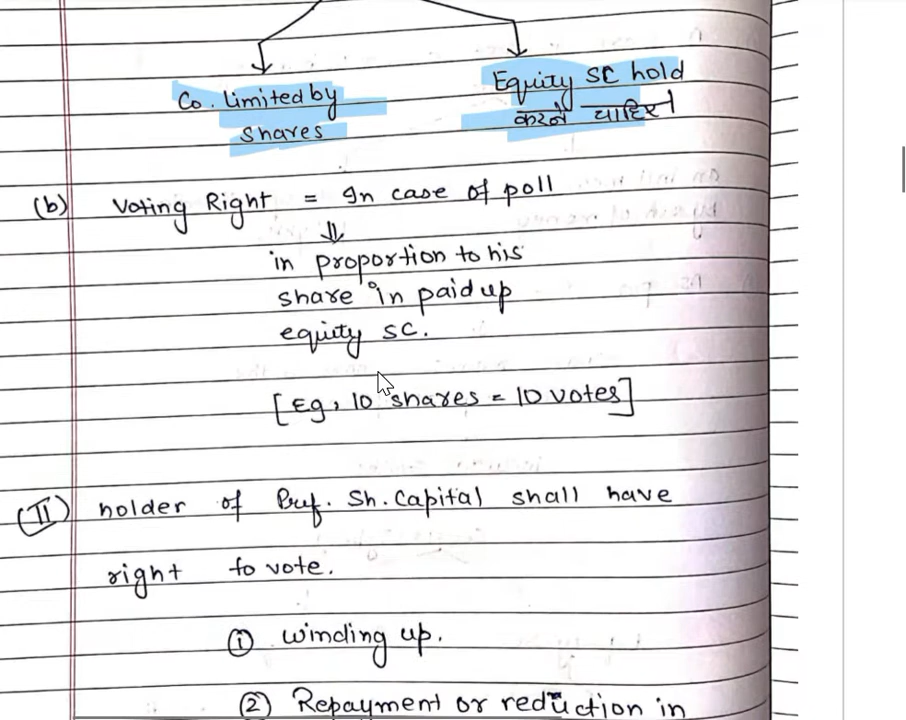 Co. limited by
shares
Equity SC hold
करने चाहिए।
(b) Voting Right = In case of poll
⇓
in proportion to his
share in paid up
equity SC.
[Eg, 10 shares = 10 votes]
(II) holder of Pref. Sh. Capital shall have
right to vote.
① winding up.
② Repayment or reduction in